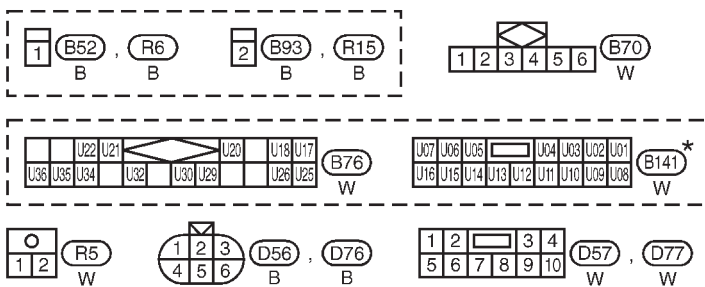 1 B52 , R6 2 B93 , R15 1 2 3 4 5 6 B70
B B B B W
U22 U21 U20 U18 U17 U07 U06 U05 U04 U03 U02 U01
U36 U35 U34 U32 U30 U29 U26 U25 B76 U16 U15 U14 U13 U12 U11 U10 U09 U08 B141 *
W W
1 2 R5 1 2 3 D56 , D76 1 2 3 4 D57 , D77
W 4 5 6 B B 5 6 7 8 9 10 W W